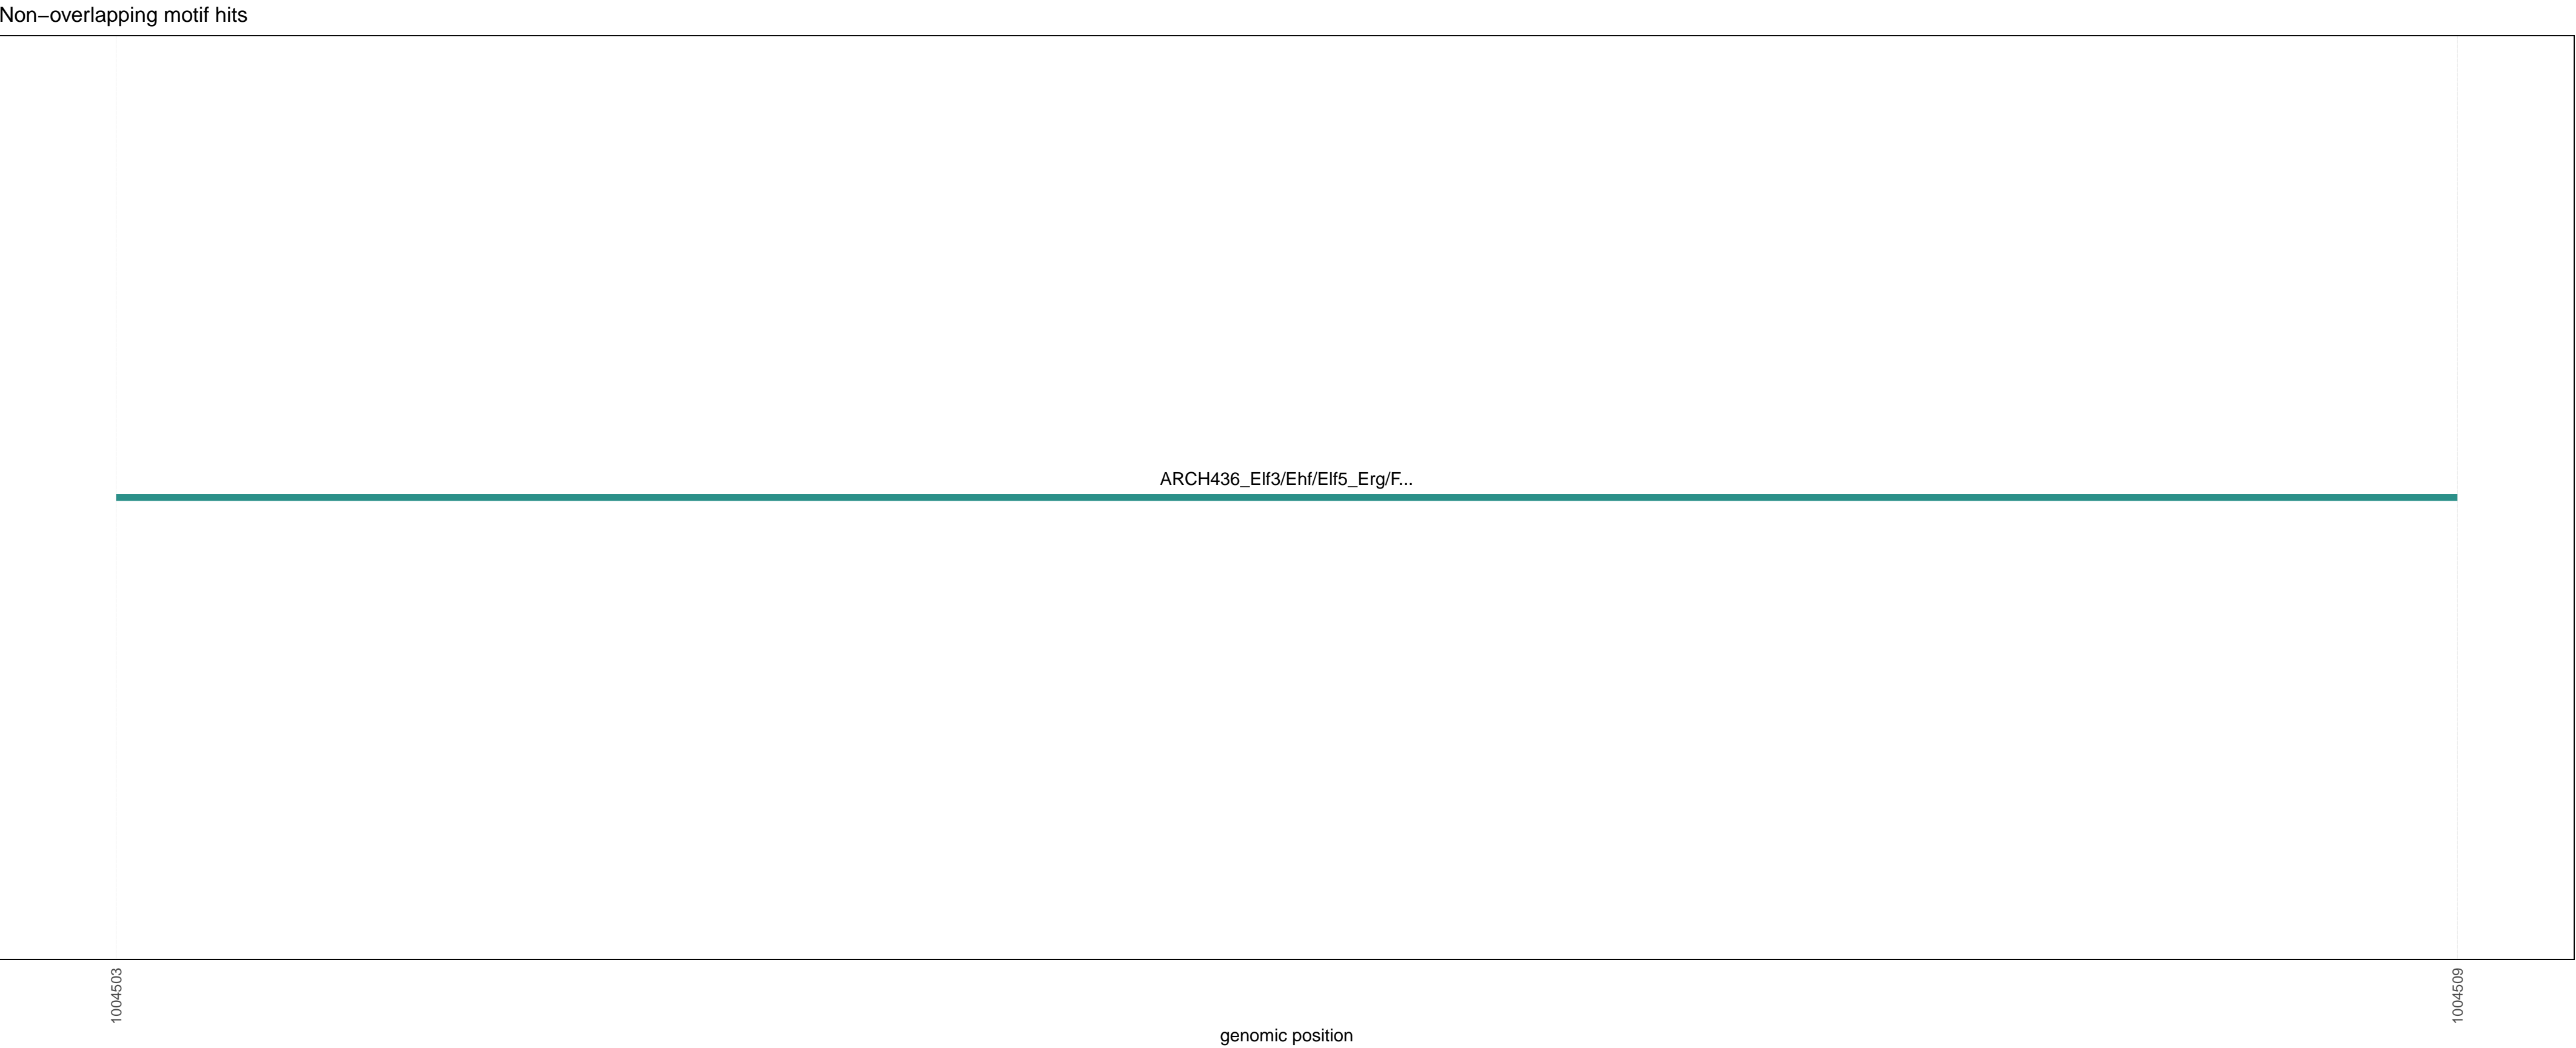 Non−overlapping motif hits
ARCH436_Elf3/Ehf/Elf5_Erg/F...
1004503
1004509
genomic position